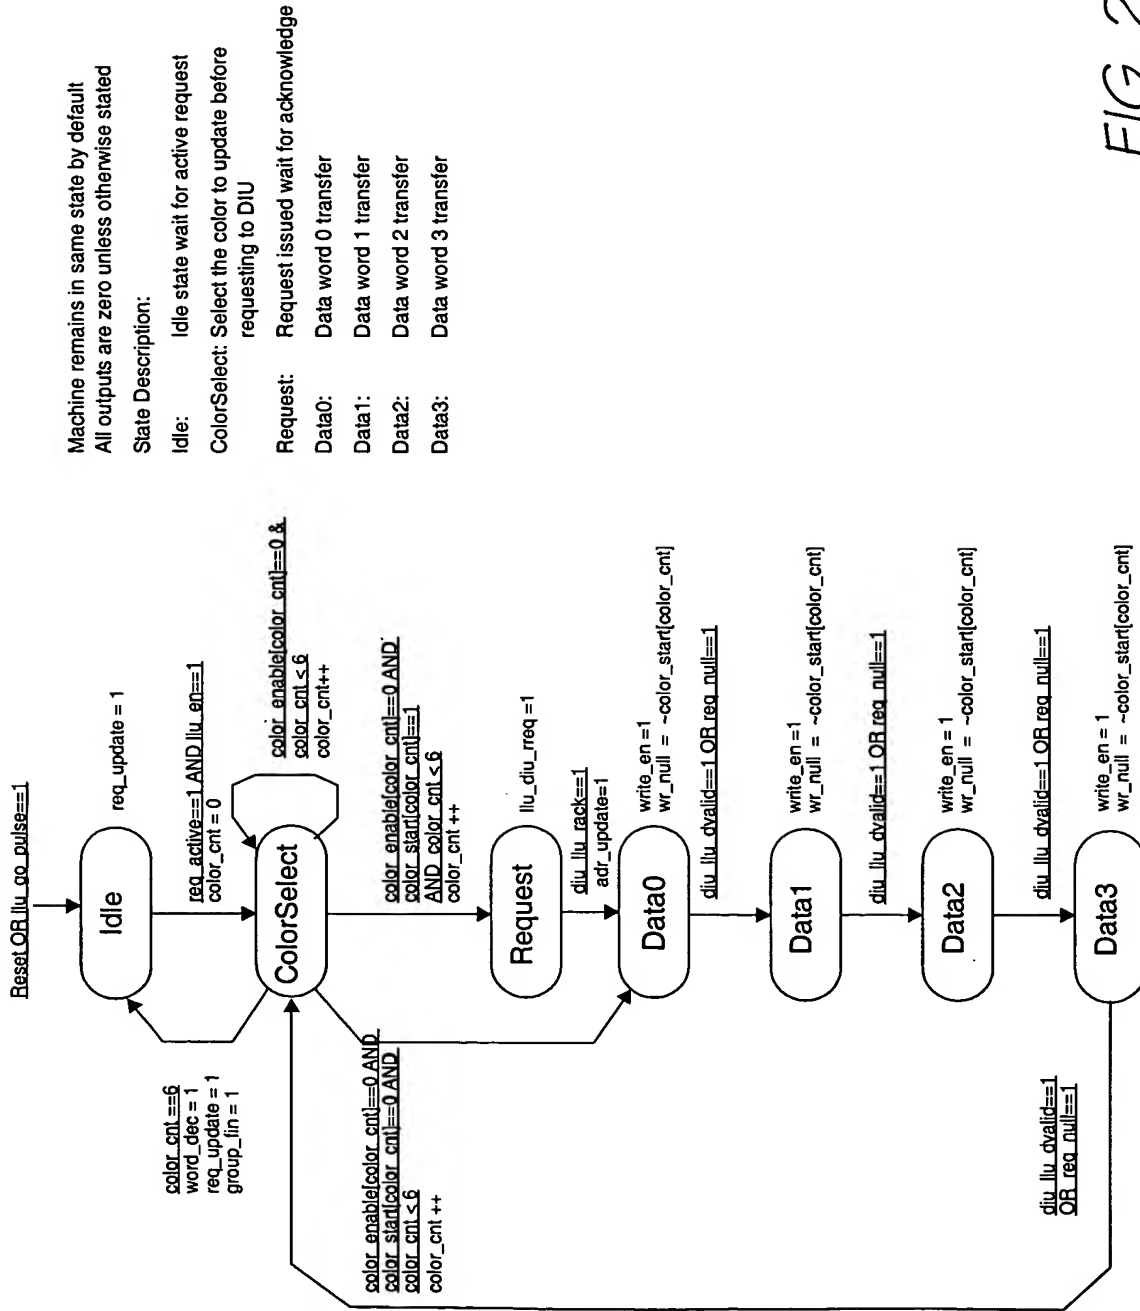 Machine remains in same state by default
All outputs are zero unless otherwise stated
State Description:
Idle: Idle state wait for active request
ColorSelect: Select the color to update before
requesting to DIU
Request: Request issued wait for acknowledge
Data0: Data word 0 transfer
Data1: Data word 1 transfer
Data2: Data word 2 transfer
Data3: Data word 3 transfer
Reset OR llu_go_pulse==1
Idle
req_update = 1
req_active==1 AND llu_en==1
color_cnt = 0
color_cnt ==6
word_dec = 1
req_update = 1
group_fin = 1
ColorSelect
color_enable[color_cnt]==0 &
color_cnt < 6
color_cnt++
color_enable[color_cnt]==0 AND
color_start[color_cnt]==1
AND color_cnt < 6
color_cnt ++
color_enable[color_cnt]==0 AND
color_start[color_cnt]==0 AND
color_cnt < 6
color_cnt ++
Request
llu_diu_rreq =1
diu_llu_rack==1
adr_update=1
Data0
write_en =1
wr_null = ~color_start[color_cnt]
diu_llu_dvalid==1 OR req_null==1
Data1
write_en =1
wr_null = ~color_start[color_cnt]
diu_llu_dvalid==1 OR req_null==1
Data2
write_en = 1
wr_null = ~color_start[color_cnt]
diu_llu_dvalid==1 OR req_null==1
Data3
write_en = 1
wr_null = ~color_start[color_cnt]
diu_llu_dvalid==1
OR req_null==1
FIG. 2